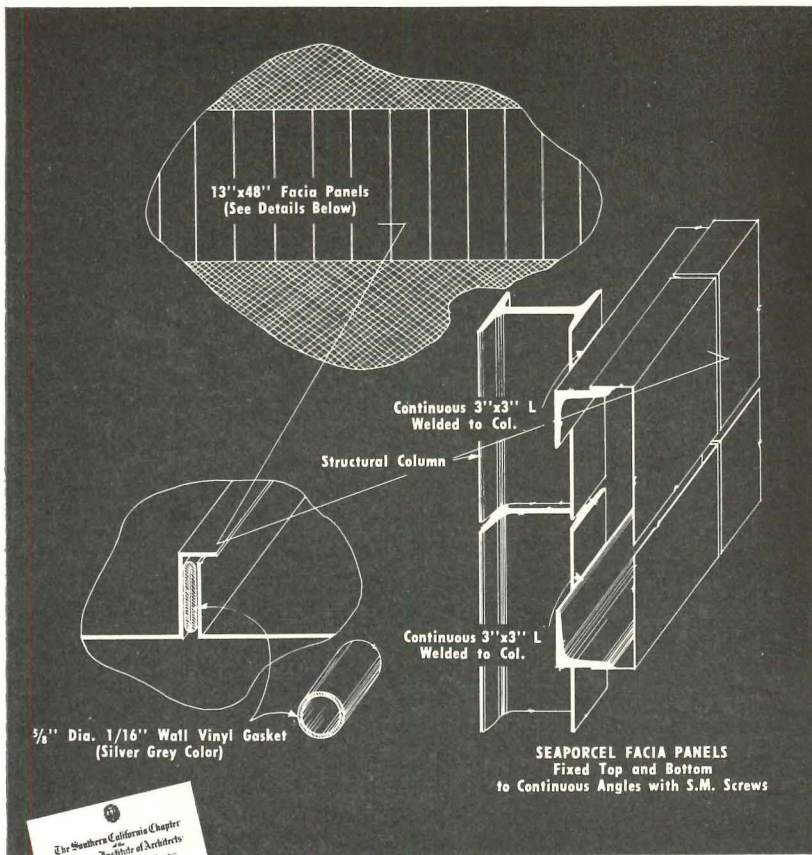 13"x48" Facia Panels
(See Details Below)
Continuous 3"x3" L
Welded to Col.
Structural Column
Continuous 3"x3" L
Welded to Col.
5/8" Dia. 1/16" Wall Vinyl Gasket
(Silver Grey Color)
SEAPORCEL FACIA PANELS
Fixed Top and Bottom
to Continuous Angles with S.M. Screws
The Southern California Chapter
of the
Institute of Architects